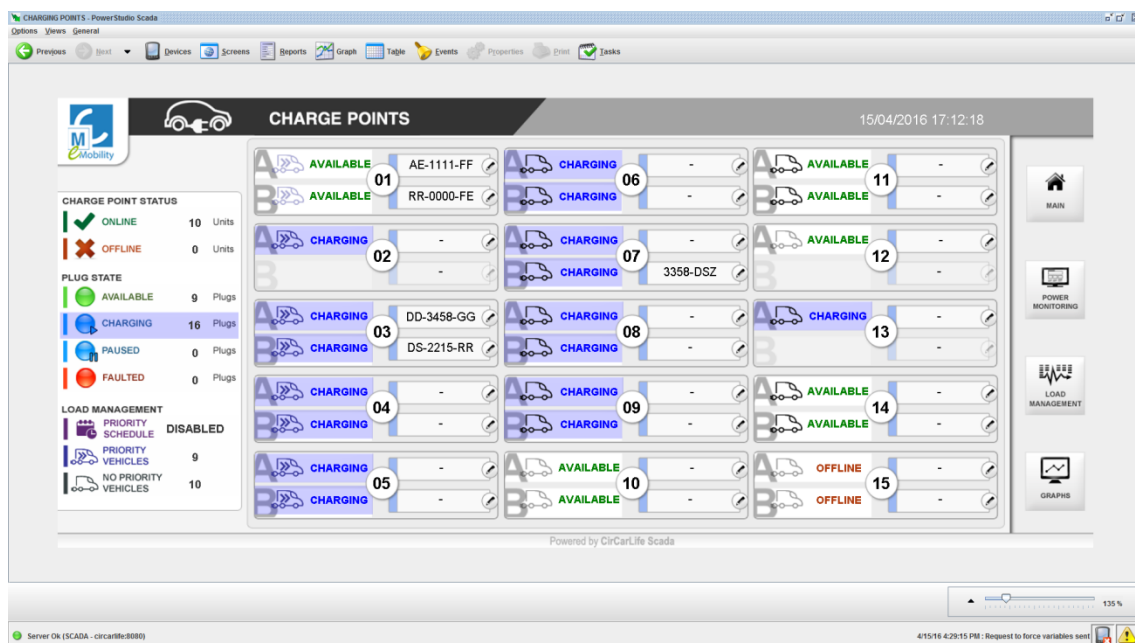 CHARGING POINTS - PowerStudio Scada
Options Views General
Previous Next Devices Screens Reports Graph Table Events Properties Print Tasks
M
eMobility
CHARGE POINTS
15/04/2016 17:12:18
CHARGE POINT STATUS
ONLINE 10 Units
OFFLINE 0 Units
PLUG STATE
AVAILABLE 9 Plugs
CHARGING 16 Plugs
PAUSED 0 Plugs
FAULTED 0 Plugs
LOAD MANAGEMENT
PRIORITY
SCHEDULE DISABLED
PRIORITY
VEHICLES 9
NO PRIORITY
VEHICLES 10
A AVAILABLE AE-1111-FF
01
B AVAILABLE RR-0000-FE
A CHARGING -
02
B -
A CHARGING DD-3458-GG
03
B CHARGING DS-2215-RR
A CHARGING -
04
B CHARGING -
A CHARGING -
05
B CHARGING -
A CHARGING -
06
B CHARGING -
A CHARGING -
07
B CHARGING 3358-DSZ
A CHARGING -
08
B CHARGING -
A CHARGING -
09
B CHARGING -
A AVAILABLE -
10
B AVAILABLE -
A AVAILABLE -
11
B AVAILABLE -
A AVAILABLE -
12
B -
A CHARGING -
13
B -
A AVAILABLE -
14
B AVAILABLE -
A OFFLINE -
15
B OFFLINE -
MAIN
POWER
MONITORING
LOAD
MANAGEMENT
GRAPHS
Powered by CirCarLife Scada
135 %
Server Ok (SCADA - circarlife:8080)
4/15/16 4:29:15 PM : Request to force variables sent